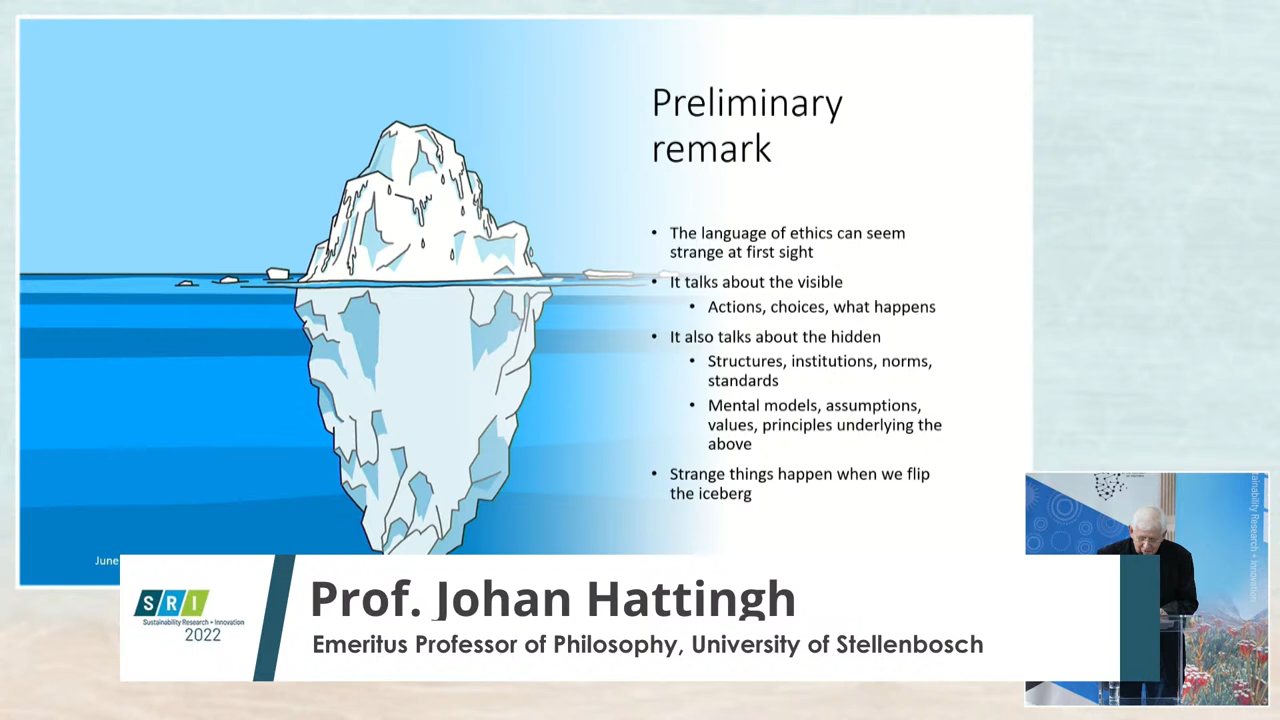 Preliminary
remark
• The language of ethics can seem
strange at first sight
• It talks about the visible
• Actions, choices, what happens
• It also talks about the hidden
• Structures, institutions, norms,
standards
• Mental models, assumptions,
values, principles underlying the
above
• Strange things happen when we flip
the iceberg
June
SRI
Sustainability Research + Innovation
2022
Prof. Johan Hattingh
Emeritus Professor of Philosophy, University of Stellenbosch
ainability Research + Innovation